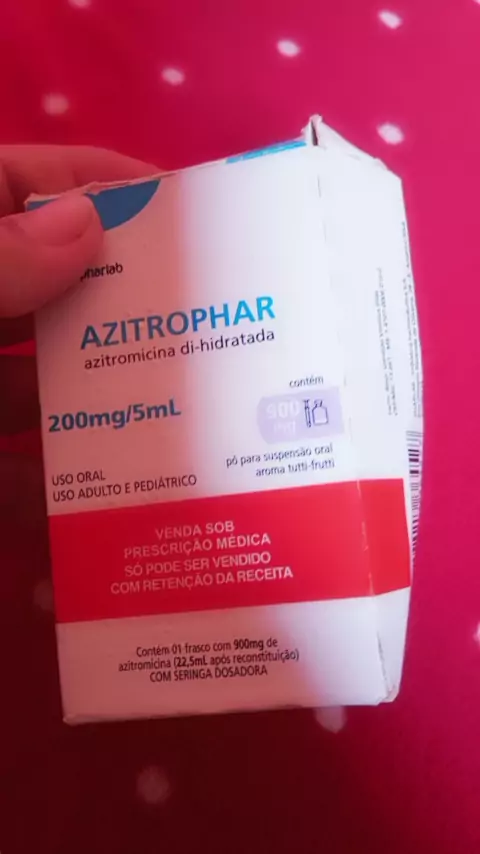 pharlab
AZITROPHAR
azitromicina di-hidratada
200mg/5mL
contém
900
mg
pó para suspensão oral
aroma tutti-frutti
USO ORAL
USO ADULTO E PEDIÁTRICO
VENDA SOB
PRESCRIÇÃO MÉDICA
SÓ PODE SER VENDIDO
COM RETENÇÃO DA RECEITA
Contém 01 frasco com 900mg de
azitromicina (22,5mL após reconstituição)
COM SERINGA DOSADORA